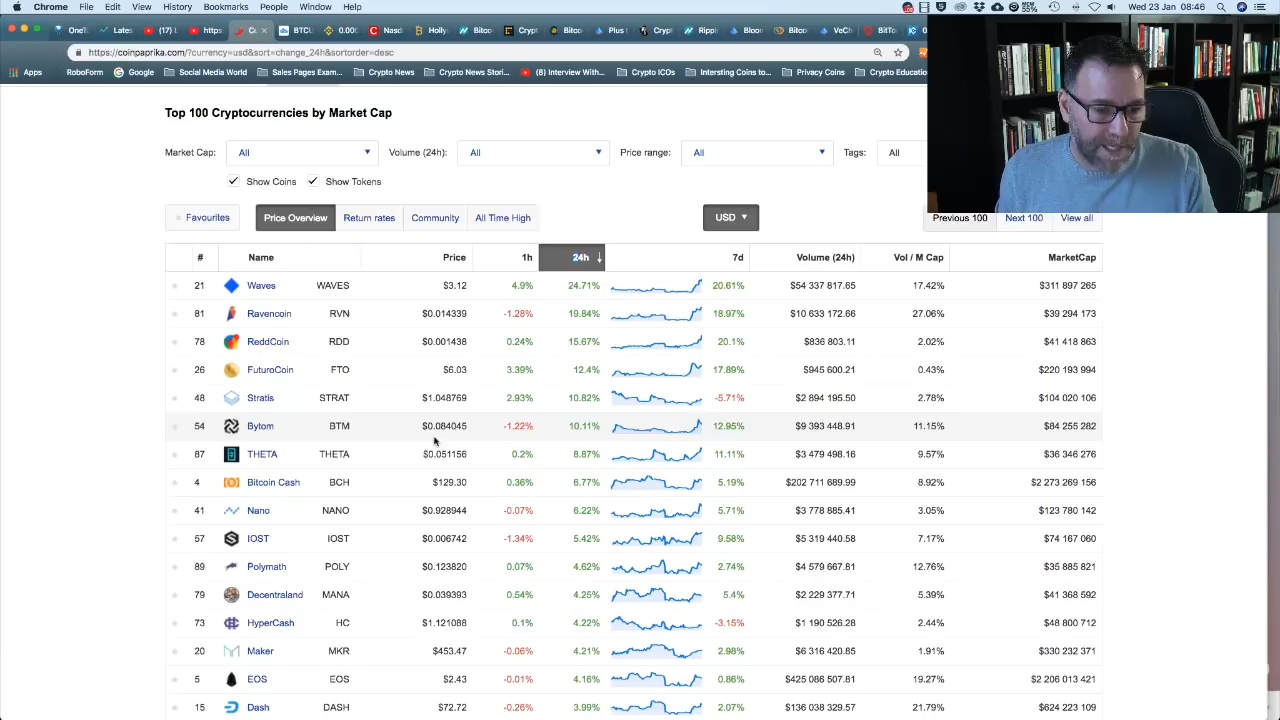 Chrome File Edit View History Bookmarks People Window Help Wed 23 Jan 08:46
OneT Lates (1) L https C BTCU 0.000 Nasd Holly Bitco Crypt Bitco Plus Crypt Rippl Bloor Bitco VeCh BitTo
https://coinpaprika.com/?currency=usd&sort=change_24h&sortorder=desc
Apps RoboForm Google Social Media World Sales Pages Exam... Crypto News Crypto News Stori... (8) Interview With... Crypto ICOs Intersting Coins to... Privacy Coins Crypto Education
Top 100 Cryptocurrencies by Market Cap
Market Cap: All Volume (24h): All Price range: All Tags: All
Show Coins Show Tokens
Favourites Price Overview Return rates Community All Time High USD Previous 100 Next 100 View all
# Name Price 1h 24h 7d Volume (24h) Vol / M Cap MarketCap
21 Waves WAVES $3.12 4.9% 24.71% 20.61% $54 337 817.65 17.42% $311 897 265
81 Ravencoin RVN $0.014339 -1.28% 19.84% 18.97% $10 633 172.66 27.06% $39 294 173
78 ReddCoin RDD $0.001438 0.24% 15.67% 20.1% $836 803.11 2.02% $41 418 863
26 FuturoCoin FTO $6.03 3.39% 12.4% 17.89% $945 600.21 0.43% $220 193 994
48 Stratis STRAT $1.048769 2.93% 10.82% -5.71% $2 894 195.50 2.78% $104 020 106
54 Bytom BTM $0.084045 -1.22% 10.11% 12.95% $9 393 448.91 11.15% $84 255 282
87 THETA THETA $0.051156 0.2% 8.87% 11.11% $3 479 498.16 9.57% $36 346 276
4 Bitcoin Cash BCH $129.30 0.36% 6.77% 5.19% $202 711 689.99 8.92% $2 273 269 156
41 Nano NANO $0.928944 -0.07% 6.22% 5.71% $3 778 885.41 3.05% $123 780 142
57 IOST IOST $0.006742 -1.34% 5.42% 9.58% $5 319 440.58 7.17% $74 167 060
89 Polymath POLY $0.123820 0.07% 4.62% 2.74% $4 579 667.81 12.76% $35 885 821
79 Decentraland MANA $0.039393 0.54% 4.25% 5.4% $2 229 377.71 5.39% $41 368 592
73 HyperCash HC $1.121088 0.1% 4.22% -3.15% $1 190 526.28 2.44% $48 800 712
20 Maker MKR $453.47 -0.06% 4.21% 2.98% $6 316 420.85 1.91% $330 232 371
5 EOS EOS $2.43 -0.01% 4.16% 0.86% $425 086 507.81 19.27% $2 206 013 421
15 Dash DASH $72.72 -0.26% 3.99% 2.07% $136 038 329.57 21.79% $624 223 109